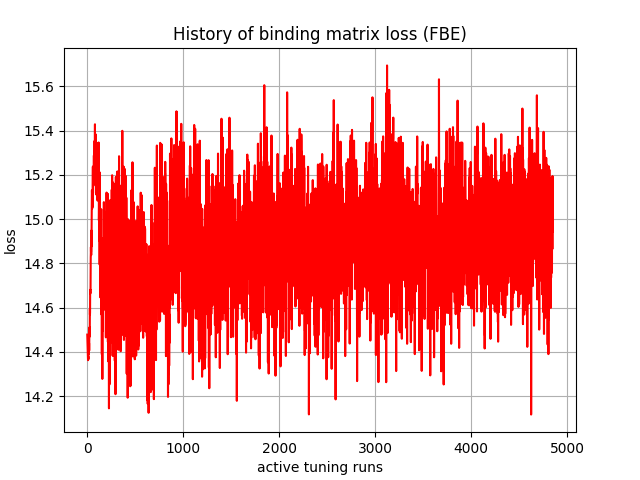 History of binding matrix loss (FBE)
15.6
15.4
15.2
15.0
14.8
14.6
14.4
14.2
loss
0 1000 2000 3000 4000 5000
active tuning runs